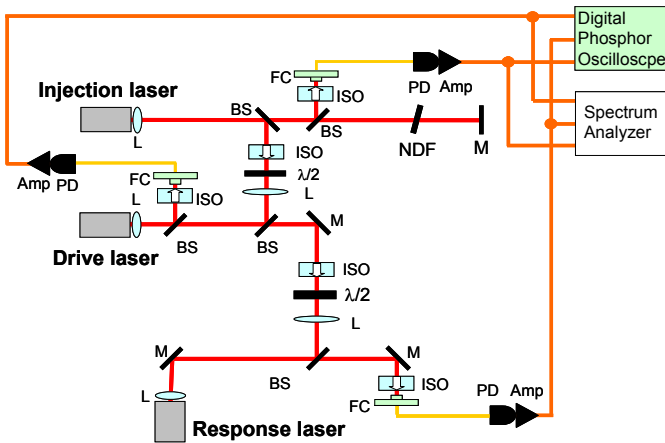 Digital
Phosphor
Oscilloscpe
FC
PD Amp
Injection laser
ISO
Spectrum
Analyzer
BS
BS
L
NDF
M
ISO
Amp PD
FC
λ/2
L
ISO
L
M
BS
BS
Drive laser
ISO
λ/2
L
M
M
BS
ISO
PD Amp
L
FC
Response laser